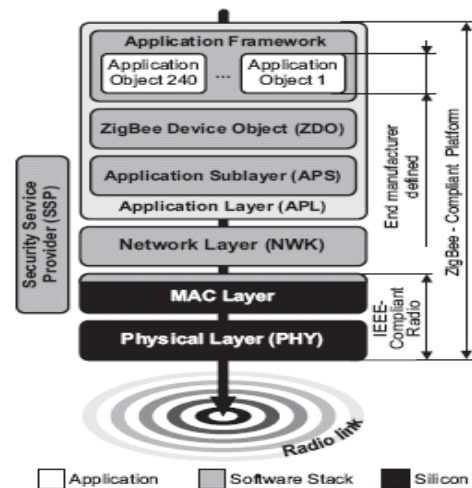 Application Framework
Application
Object 240
...
Application
Object 1
ZigBee Device Object (ZDO)
Application Sublayer (APS)
Application Layer (APL)
Network Layer (NWK)
MAC Layer
Physical Layer (PHY)
Security Service
Provider (SSP)
End manufacturer
defined
IEEE-
Compliant
Radio
ZigBee - Compliant Platform
Radio link
Application
Software Stack
Silicon